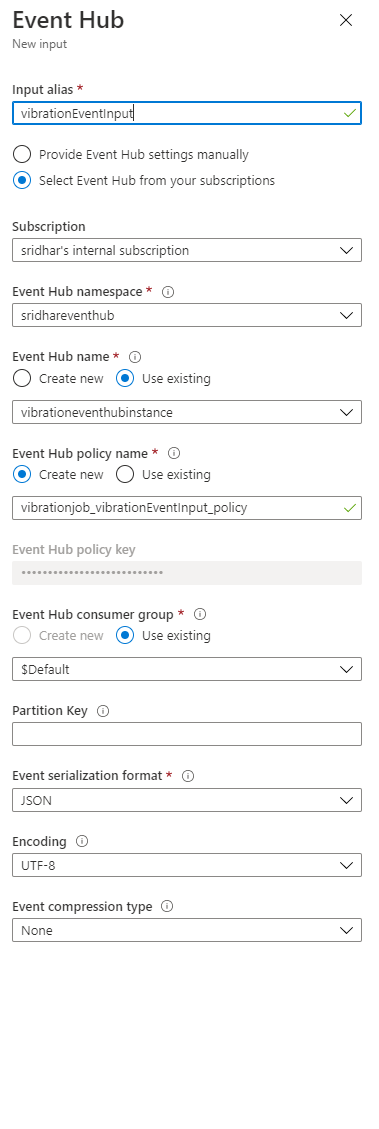 Event Hub
New input
Input alias *
vibrationEventInput
Provide Event Hub settings manually
Select Event Hub from your subscriptions
Subscription
sridhar's internal subscription
Event Hub namespace *
sridhareventhub
Event Hub name *
Create new Use existing
vibrationeventhubinstance
Event Hub policy name *
Create new Use existing
vibrationjob_vibrationEventInput_policy
Event Hub policy key
•••••••••••••••••••••••••••
Event Hub consumer group *
Create new Use existing
$Default
Partition Key
Event serialization format *
JSON
Encoding
UTF-8
Event compression type
None